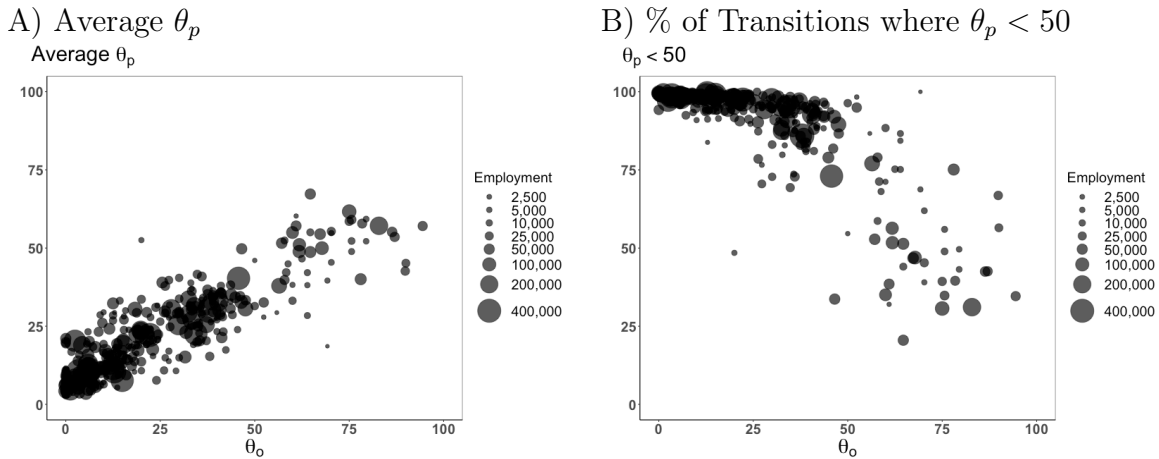 A) Average θₚ
Average θₚ
100
75
50
25
0
0 25 50 75 100
θₒ
Employment
2,500
5,000
10,000
25,000
50,000
100,000
200,000
400,000
B) % of Transitions where θₚ < 50
θₚ < 50
100
75
50
25
0
0 25 50 75 100
θₒ
Employment
2,500
5,000
10,000
25,000
50,000
100,000
200,000
400,000